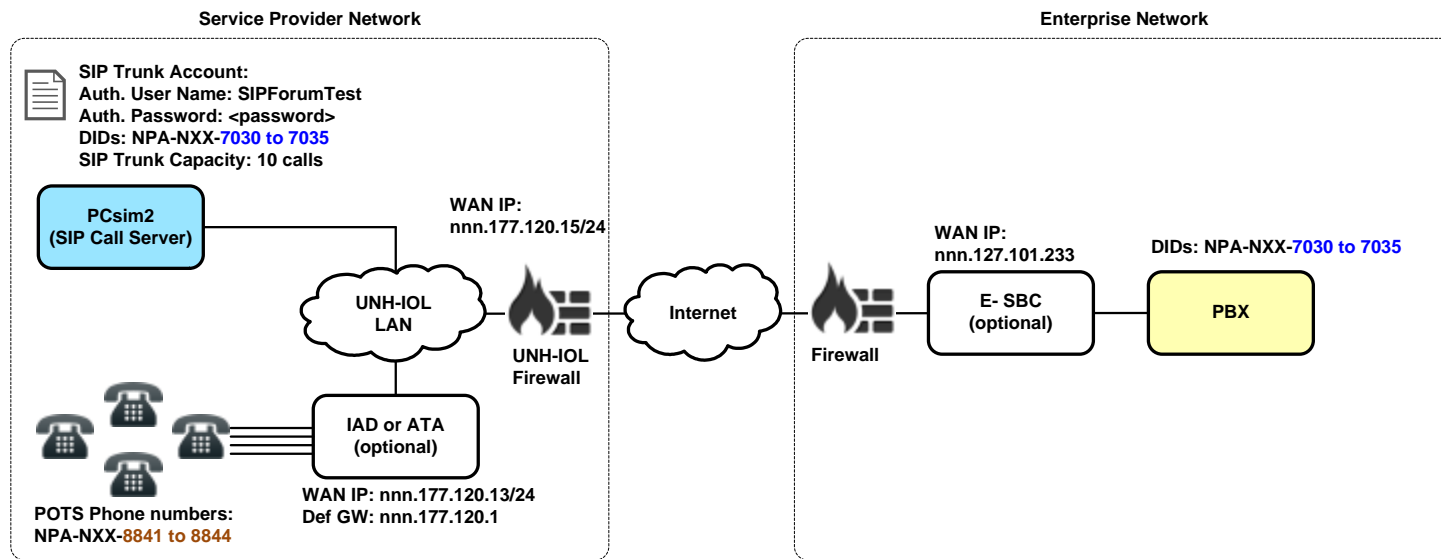 Service Provider Network
Enterprise Network
SIP Trunk Account:
Auth. User Name: SIPForumTest
Auth. Password: <password>
DIDs: NPA-NXX-7030 to 7035
SIP Trunk Capacity: 10 calls
PCsim2
(SIP Call Server)
WAN IP:
nnn.177.120.15/24
UNH-IOL
LAN
UNH-IOL
Firewall
Internet
Firewall
WAN IP:
nnn.127.101.233
E- SBC
(optional)
DIDs: NPA-NXX-7030 to 7035
PBX
IAD or ATA
(optional)
WAN IP: nnn.177.120.13/24
Def GW: nnn.177.120.1
POTS Phone numbers:
NPA-NXX-8841 to 8844